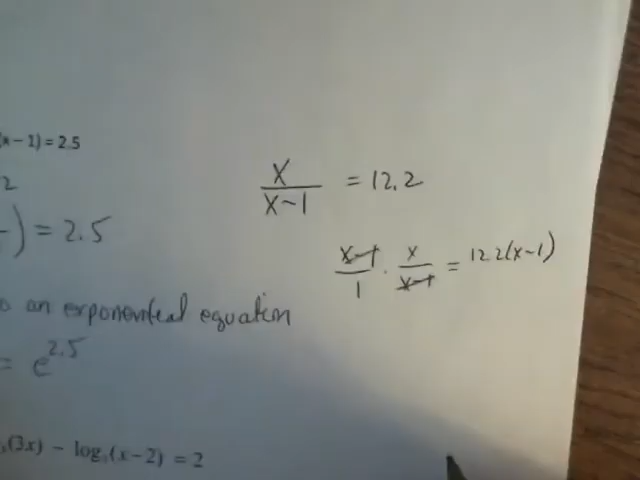 x − 1) = 2.5
2
) = 2.5
an exponential equation
= e^2.5
(3x) − log₃(x − 2) = 2
x/(x−1) = 12.2
(x−1)/1 · x/(x−1) = 12.2(x−1)